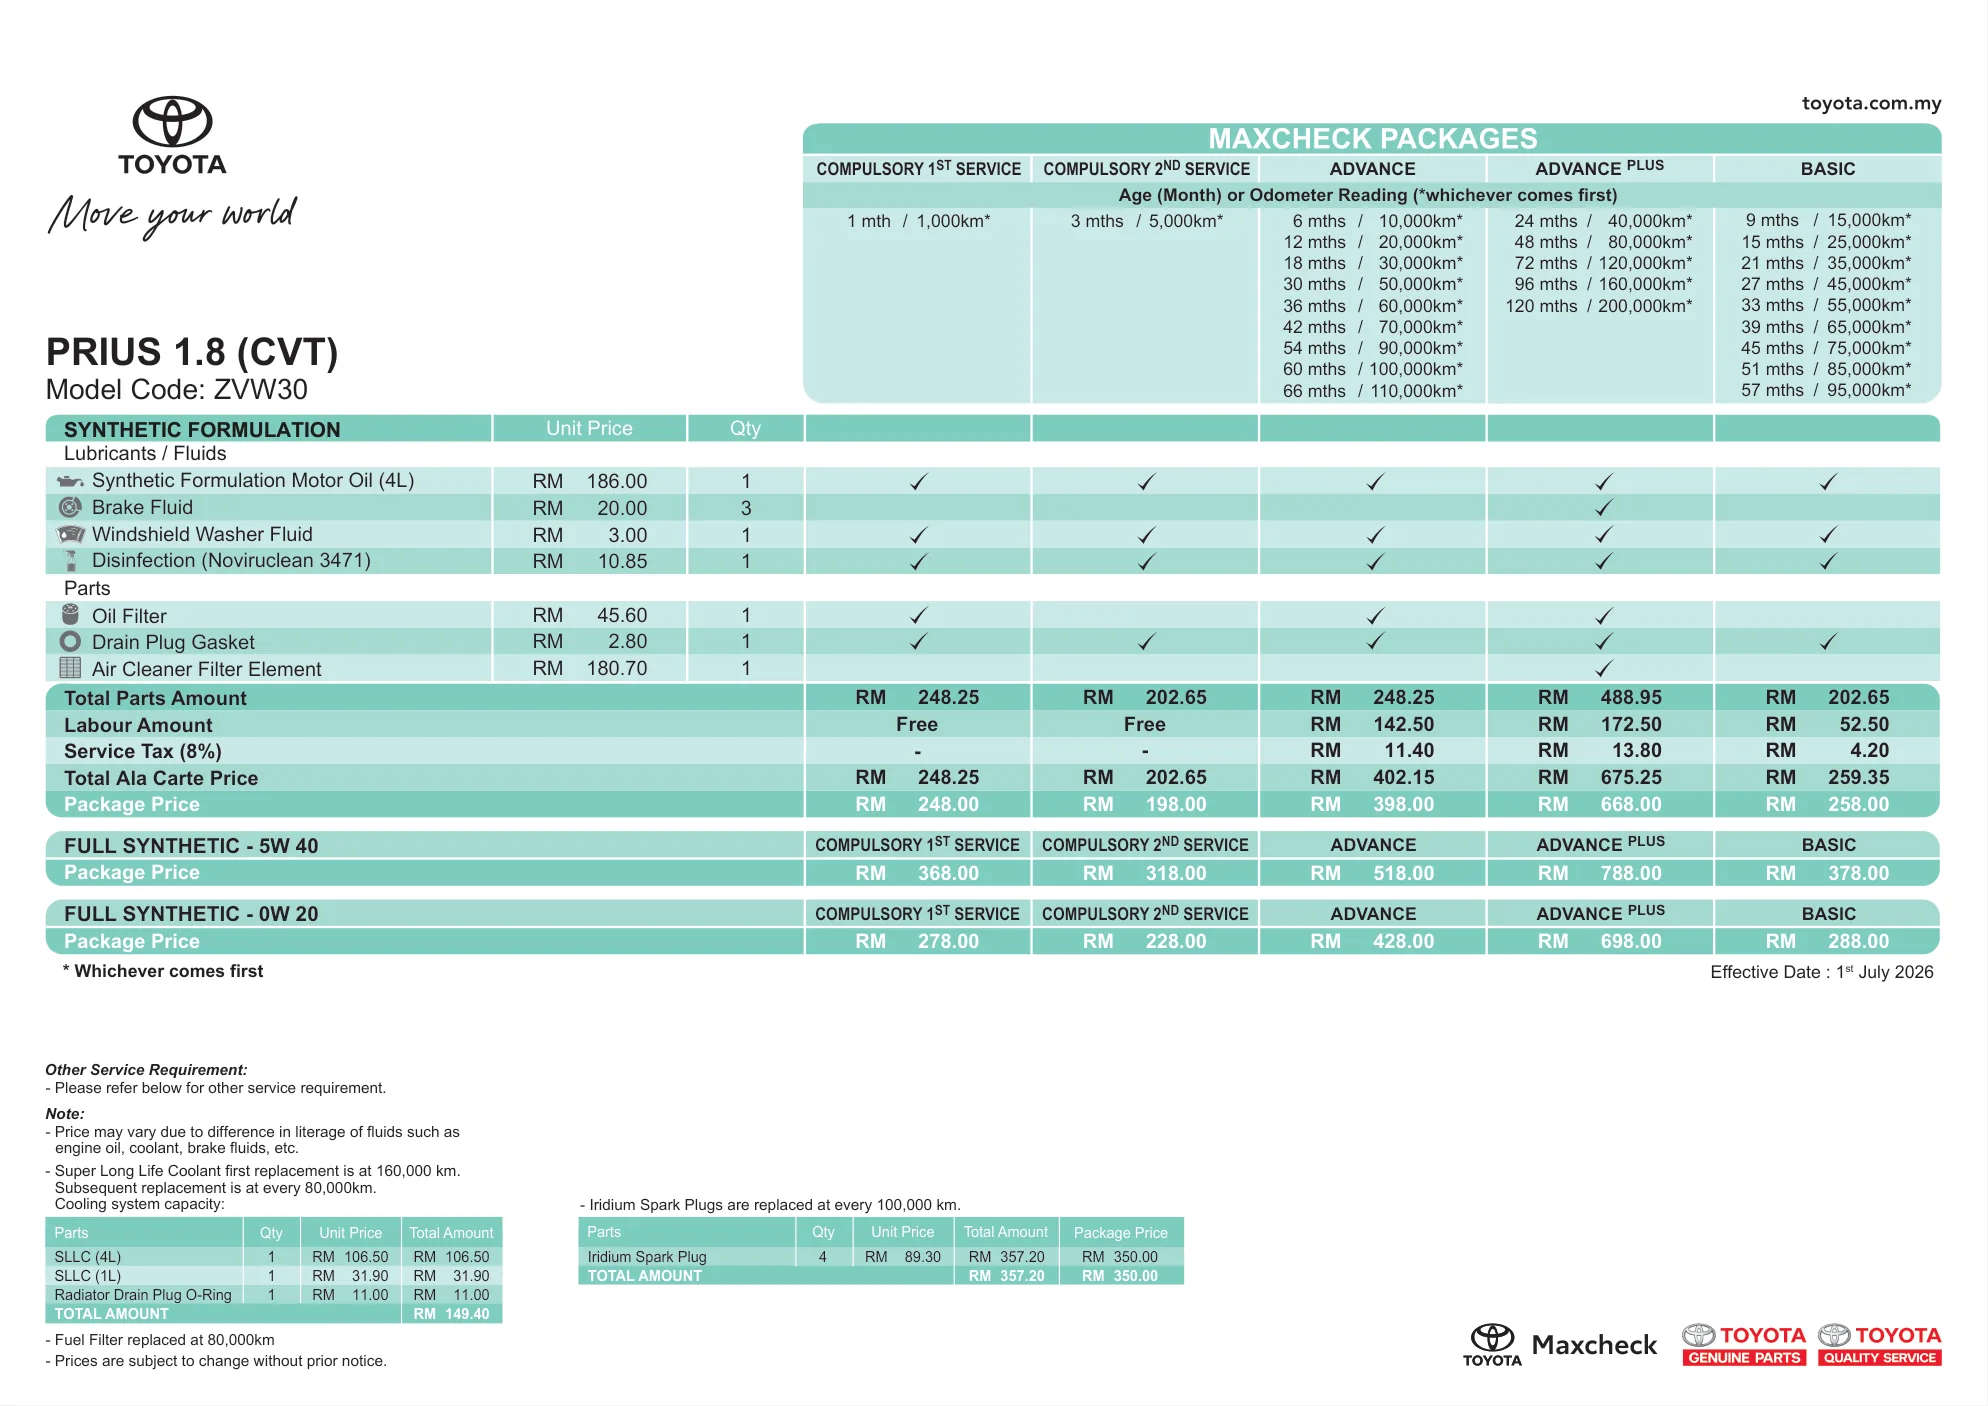 toyota.com.my
TOYOTA
Move your world
PRIUS 1.8 (CVT)
Model Code: ZVW30
MAXCHECK PACKAGES
COMPULSORY 1ST SERVICE COMPULSORY 2ND SERVICE ADVANCE ADVANCE PLUS BASIC
Age (Month) or Odometer Reading (*whichever comes first)
1 mth / 1,000km* 3 mths / 5,000km* 6 mths / 10,000km* 24 mths / 40,000km* 9 mths / 15,000km*
12 mths / 20,000km* 48 mths / 80,000km* 15 mths / 25,000km*
18 mths / 30,000km* 72 mths / 120,000km* 21 mths / 35,000km*
30 mths / 50,000km* 96 mths / 160,000km* 27 mths / 45,000km*
36 mths / 60,000km* 120 mths / 200,000km* 33 mths / 55,000km*
42 mths / 70,000km* 39 mths / 65,000km*
54 mths / 90,000km* 45 mths / 75,000km*
60 mths / 100,000km* 51 mths / 85,000km*
66 mths / 110,000km* 57 mths / 95,000km*
SYNTHETIC FORMULATION Unit Price Qty
Lubricants / Fluids
Synthetic Formulation Motor Oil (4L) RM 186.00 1 ✓ ✓ ✓ ✓ ✓
Brake Fluid RM 20.00 3 ✓
Windshield Washer Fluid RM 3.00 1 ✓ ✓ ✓ ✓ ✓
Disinfection (Noviruclean 3471) RM 10.85 1 ✓ ✓ ✓ ✓ ✓
Parts
Oil Filter RM 45.60 1 ✓ ✓ ✓
Drain Plug Gasket RM 2.80 1 ✓ ✓ ✓ ✓ ✓
Air Cleaner Filter Element RM 180.70 1 ✓
Total Parts Amount RM 248.25 RM 202.65 RM 248.25 RM 488.95 RM 202.65
Labour Amount Free Free RM 142.50 RM 172.50 RM 52.50
Service Tax (8%) - - RM 11.40 RM 13.80 RM 4.20
Total Ala Carte Price RM 248.25 RM 202.65 RM 402.15 RM 675.25 RM 259.35
Package Price RM 248.00 RM 198.00 RM 398.00 RM 668.00 RM 258.00
FULL SYNTHETIC - 5W 40 COMPULSORY 1ST SERVICE COMPULSORY 2ND SERVICE ADVANCE ADVANCE PLUS BASIC
Package Price RM 368.00 RM 318.00 RM 518.00 RM 788.00 RM 378.00
FULL SYNTHETIC - 0W 20 COMPULSORY 1ST SERVICE COMPULSORY 2ND SERVICE ADVANCE ADVANCE PLUS BASIC
Package Price RM 278.00 RM 228.00 RM 428.00 RM 698.00 RM 288.00
* Whichever comes first
Effective Date : 1st July 2026
Other Service Requirement:
- Please refer below for other service requirement.
Note:
- Price may vary due to difference in literage of fluids such as
engine oil, coolant, brake fluids, etc.
- Super Long Life Coolant first replacement is at 160,000 km.
Subsequent replacement is at every 80,000km.
Cooling system capacity:
Parts Qty Unit Price Total Amount
SLLC (4L) 1 RM 106.50 RM 106.50
SLLC (1L) 1 RM 31.90 RM 31.90
Radiator Drain Plug O-Ring 1 RM 11.00 RM 11.00
TOTAL AMOUNT RM 149.40
- Fuel Filter replaced at 80,000km
- Prices are subject to change without prior notice.
- Iridium Spark Plugs are replaced at every 100,000 km.
Parts Qty Unit Price Total Amount Package Price
Iridium Spark Plug 4 RM 89.30 RM 357.20 RM 350.00
TOTAL AMOUNT RM 357.20 RM 350.00
TOYOTA Maxcheck
TOYOTA
GENUINE PARTS
TOYOTA
QUALITY SERVICE